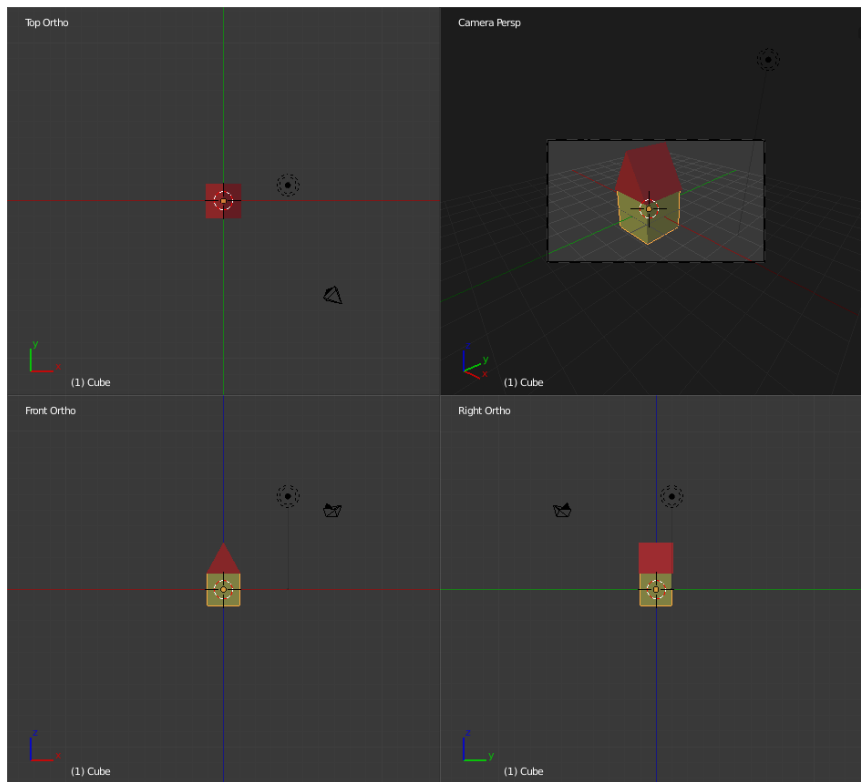 Top Ortho
y
x
(1) Cube
Camera Persp
z
y
x
(1) Cube
Front Ortho
z
x
(1) Cube
Right Ortho
z
y
(1) Cube